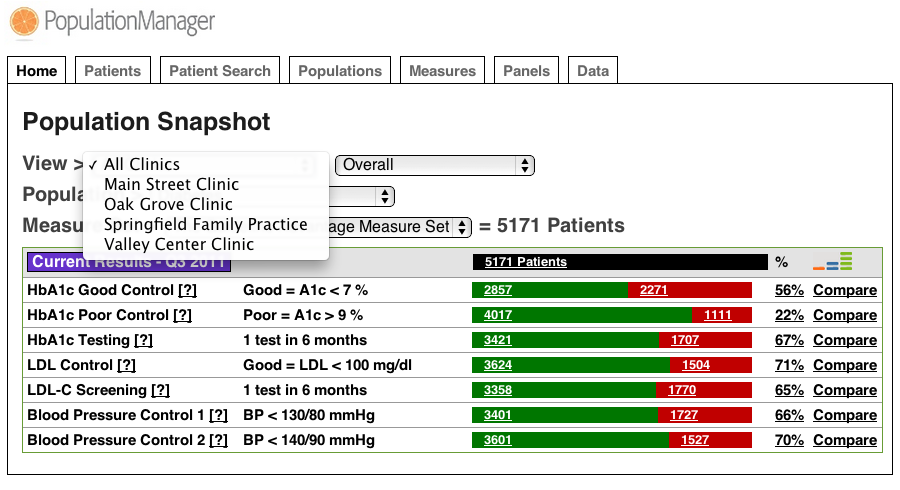 PopulationManager
Home Patients Patient Search Populations Measures Panels Data
Population Snapshot
View > ✓ All Clinics Overall
Main Street Clinic
Popula
Oak Grove Clinic
Springfield Family Practice
Measure Set = 5171 Patients
Valley Center Clinic
Current Results - Q3 2011 5171 Patients %
HbA1c Good Control [?] Good = A1c < 7 % 2857 2271 56% Compare
HbA1c Poor Control [?] Poor = A1c > 9 % 4017 1111 22% Compare
HbA1c Testing [?] 1 test in 6 months 3421 1707 67% Compare
LDL Control [?] Good = LDL < 100 mg/dl 3624 1504 71% Compare
LDL-C Screening [?] 1 test in 6 months 3358 1770 65% Compare
Blood Pressure Control 1 [?] BP < 130/80 mmHg 3401 1727 66% Compare
Blood Pressure Control 2 [?] BP < 140/90 mmHg 3601 1527 70% Compare